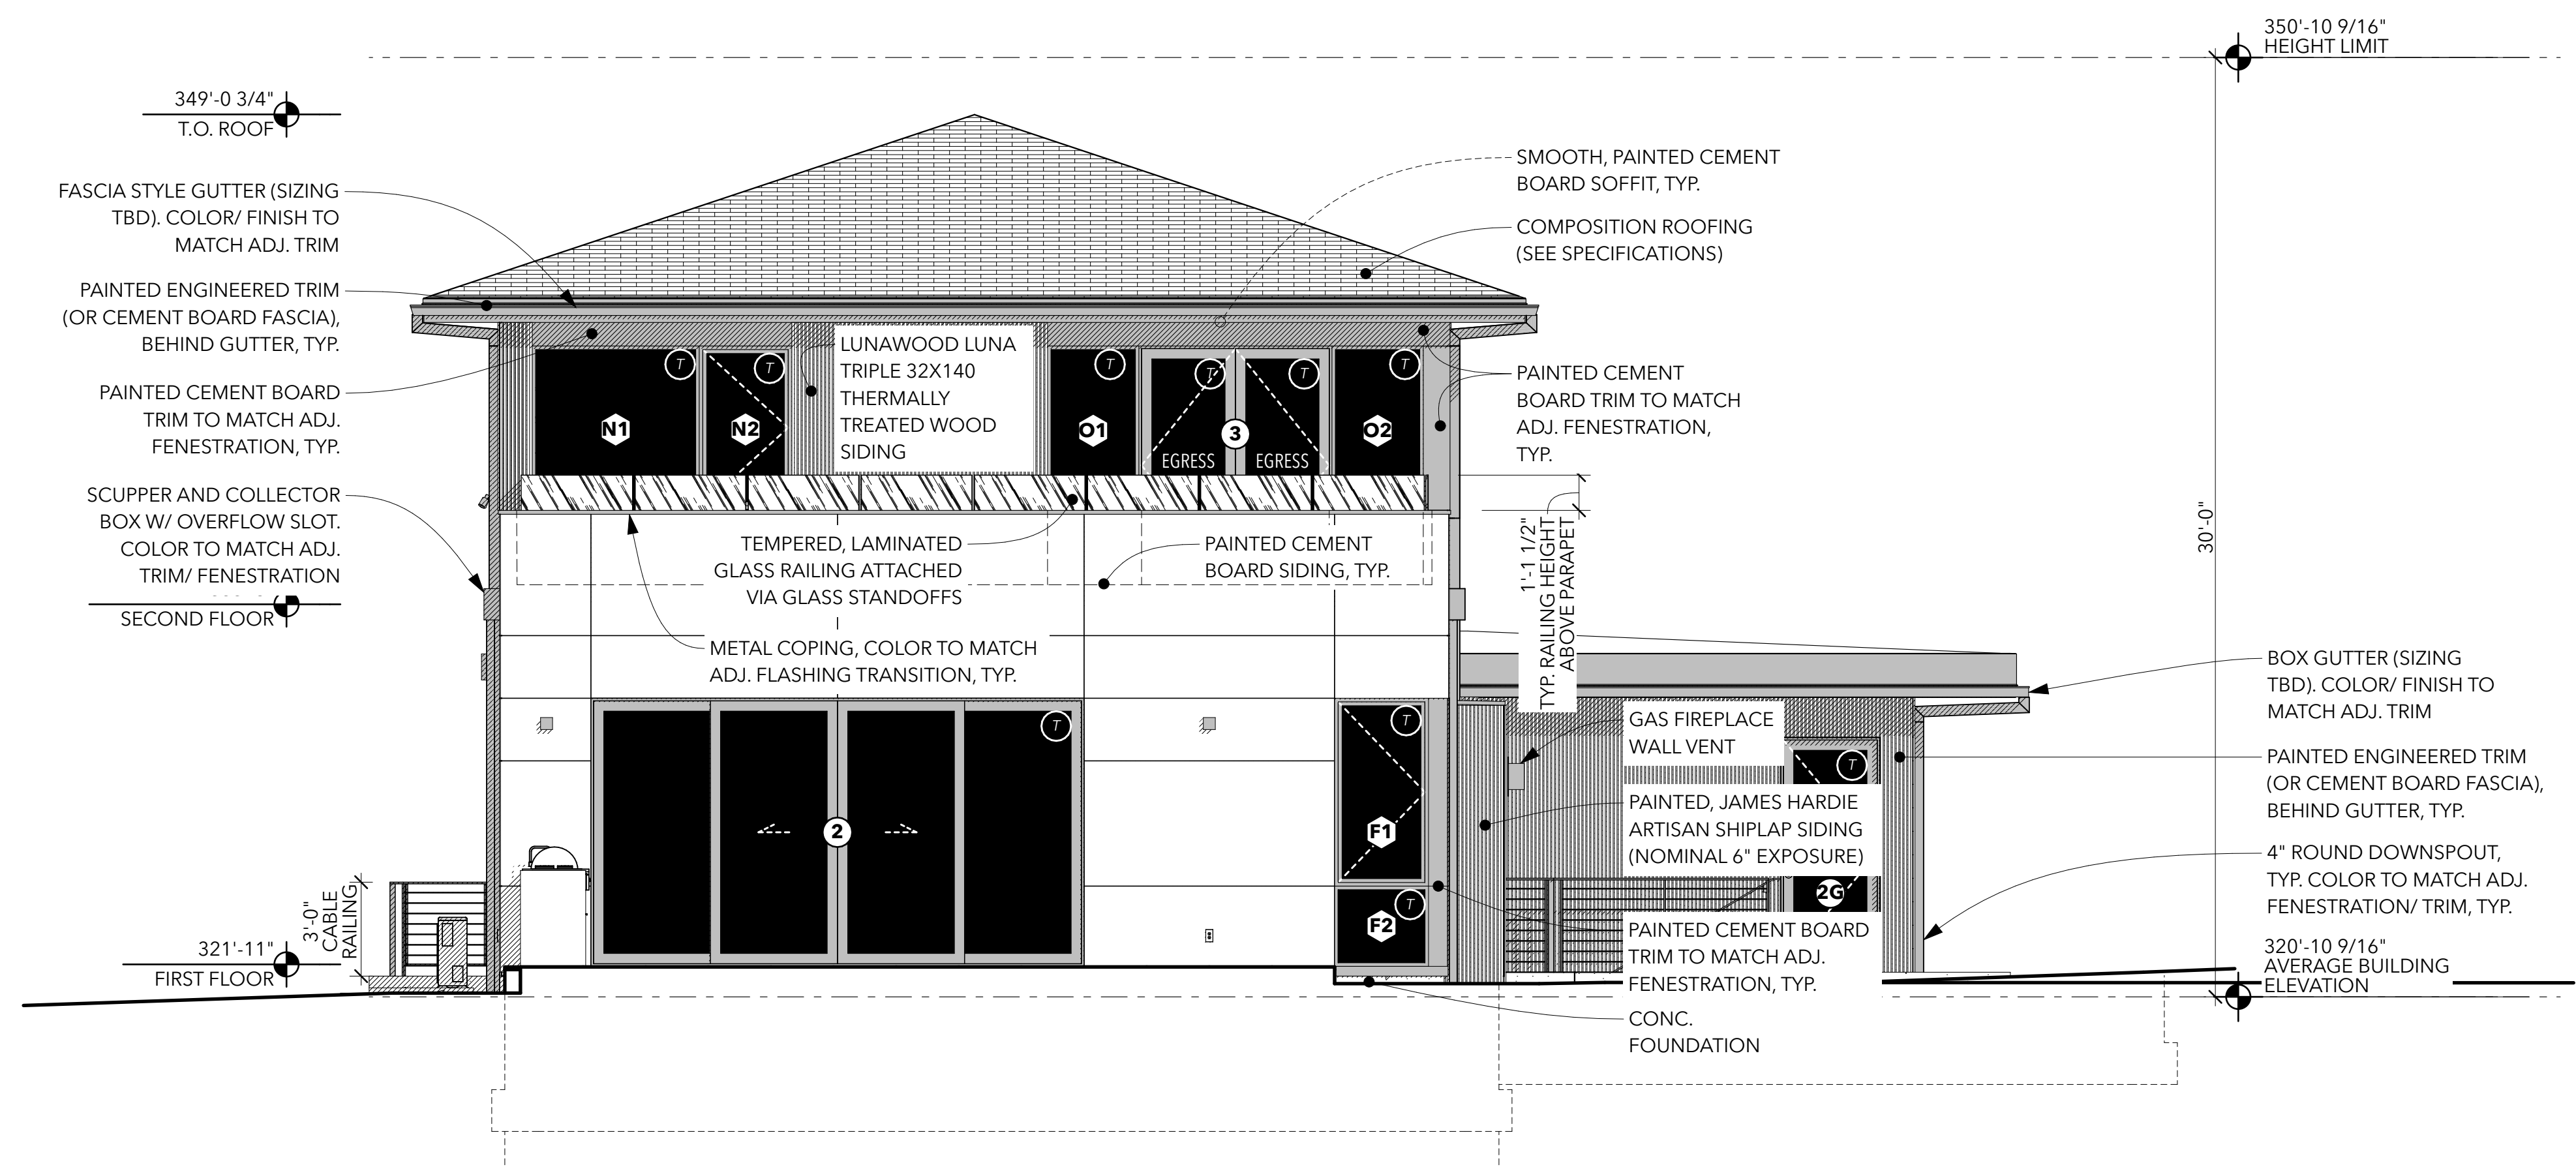 350'-10 9/16"
HEIGHT LIMIT
349'-0 3/4"
T.O. ROOF
FASCIA STYLE GUTTER (SIZING
TBD). COLOR/ FINISH TO
MATCH ADJ. TRIM
PAINTED ENGINEERED TRIM
(OR CEMENT BOARD FASCIA),
BEHIND GUTTER, TYP.
PAINTED CEMENT BOARD
TRIM TO MATCH ADJ.
FENESTRATION, TYP.
SCUPPER AND COLLECTOR
BOX W/ OVERFLOW SLOT.
COLOR TO MATCH ADJ.
TRIM/ FENESTRATION
SECOND FLOOR
3'-0"
CABLE
RAILING
321'-11"
FIRST FLOOR
SMOOTH, PAINTED CEMENT
BOARD SOFFIT, TYP.
COMPOSITION ROOFING
(SEE SPECIFICATIONS)
LUNAWOOD LUNA
TRIPLE 32X140
THERMALLY
TREATED WOOD
SIDING
PAINTED CEMENT
BOARD TRIM TO MATCH
ADJ. FENESTRATION,
TYP.
T
T
T
T
T
T
N1
N2
O1
3
O2
EGRESS
EGRESS
TEMPERED, LAMINATED
GLASS RAILING ATTACHED
VIA GLASS STANDOFFS
PAINTED CEMENT
BOARD SIDING, TYP.
METAL COPING, COLOR TO MATCH
ADJ. FLASHING TRANSITION, TYP.
1'-1 1/2"
TYP. RAILING HEIGHT
ABOVE PARAPET
30'-0"
T
T
T
T
2
F1
F2
2G
GAS FIREPLACE
WALL VENT
PAINTED, JAMES HARDIE
ARTISAN SHIPLAP SIDING
(NOMINAL 6" EXPOSURE)
PAINTED CEMENT BOARD
TRIM TO MATCH ADJ.
FENESTRATION, TYP.
CONC.
FOUNDATION
BOX GUTTER (SIZING
TBD). COLOR/ FINISH TO
MATCH ADJ. TRIM
PAINTED ENGINEERED TRIM
(OR CEMENT BOARD FASCIA),
BEHIND GUTTER, TYP.
4" ROUND DOWNSPOUT,
TYP. COLOR TO MATCH ADJ.
FENESTRATION/ TRIM, TYP.
320'-10 9/16"
AVERAGE BUILDING
ELEVATION